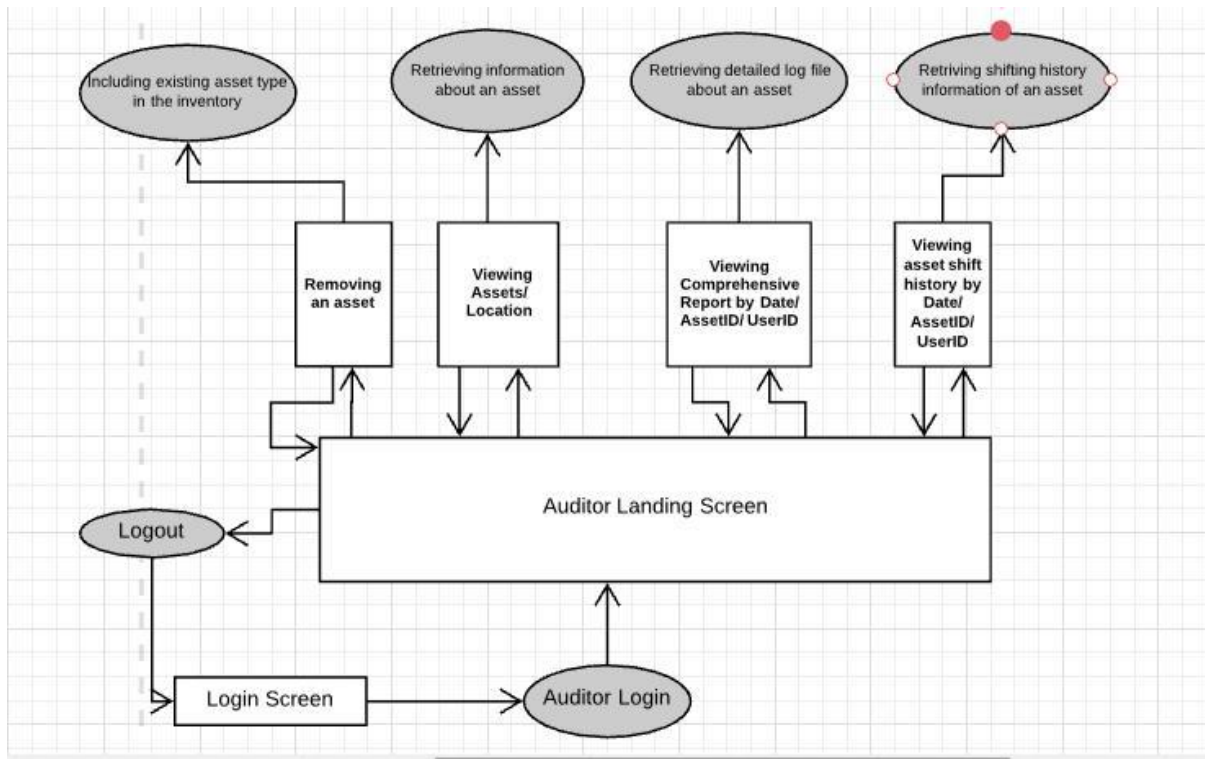 Including existing asset type
in the inventory
Retrieving information
about an asset
Retrieving detailed log file
about an asset
Retriving shifting history
information of an asset
Removing
an asset
Viewing
Assets/
Location
Viewing
Comprehensive
Report by Date/
AssetID/ UserID
Viewing
asset shift
history by
Date/
AssetID/
UserID
Auditor Landing Screen
Logout
Login Screen
Auditor Login